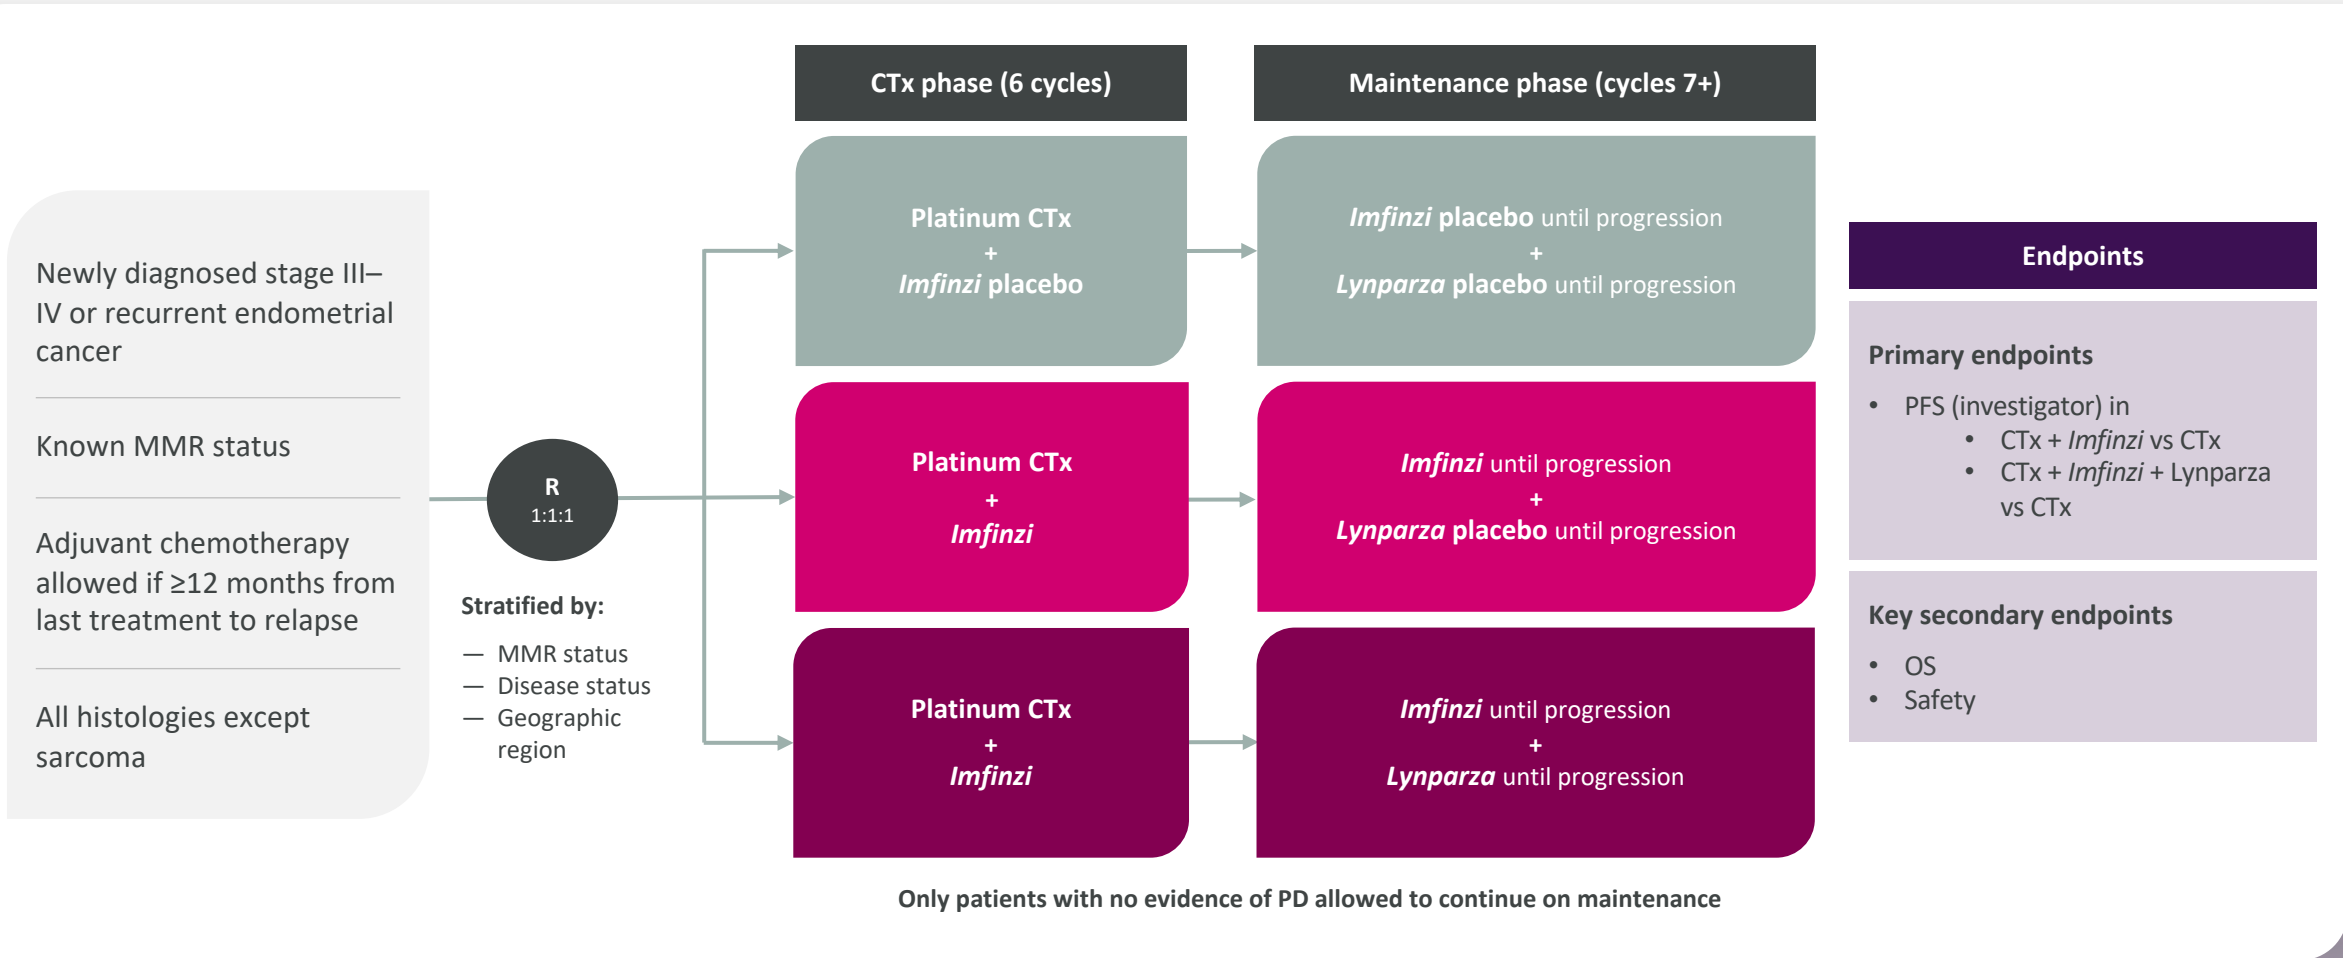 Newly diagnosed stage III–
IV or recurrent endometrial
cancer
Known MMR status
Adjuvant chemotherapy
allowed if ≥12 months from
last treatment to relapse
All histologies except
sarcoma
R
1:1:1
Stratified by:
— MMR status
— Disease status
— Geographic
region
CTx phase (6 cycles)
Maintenance phase (cycles 7+)
Platinum CTx
+
Imfinzi placebo
Imfinzi placebo until progression
+
Lynparza placebo until progression
Platinum CTx
+
Imfinzi
Imfinzi until progression
+
Lynparza placebo until progression
Platinum CTx
+
Imfinzi
Imfinzi until progression
+
Lynparza until progression
Only patients with no evidence of PD allowed to continue on maintenance
Endpoints
Primary endpoints
• PFS (investigator) in
• CTx + Imfinzi vs CTx
• CTx + Imfinzi + Lynparza
vs CTx
Key secondary endpoints
• OS
• Safety